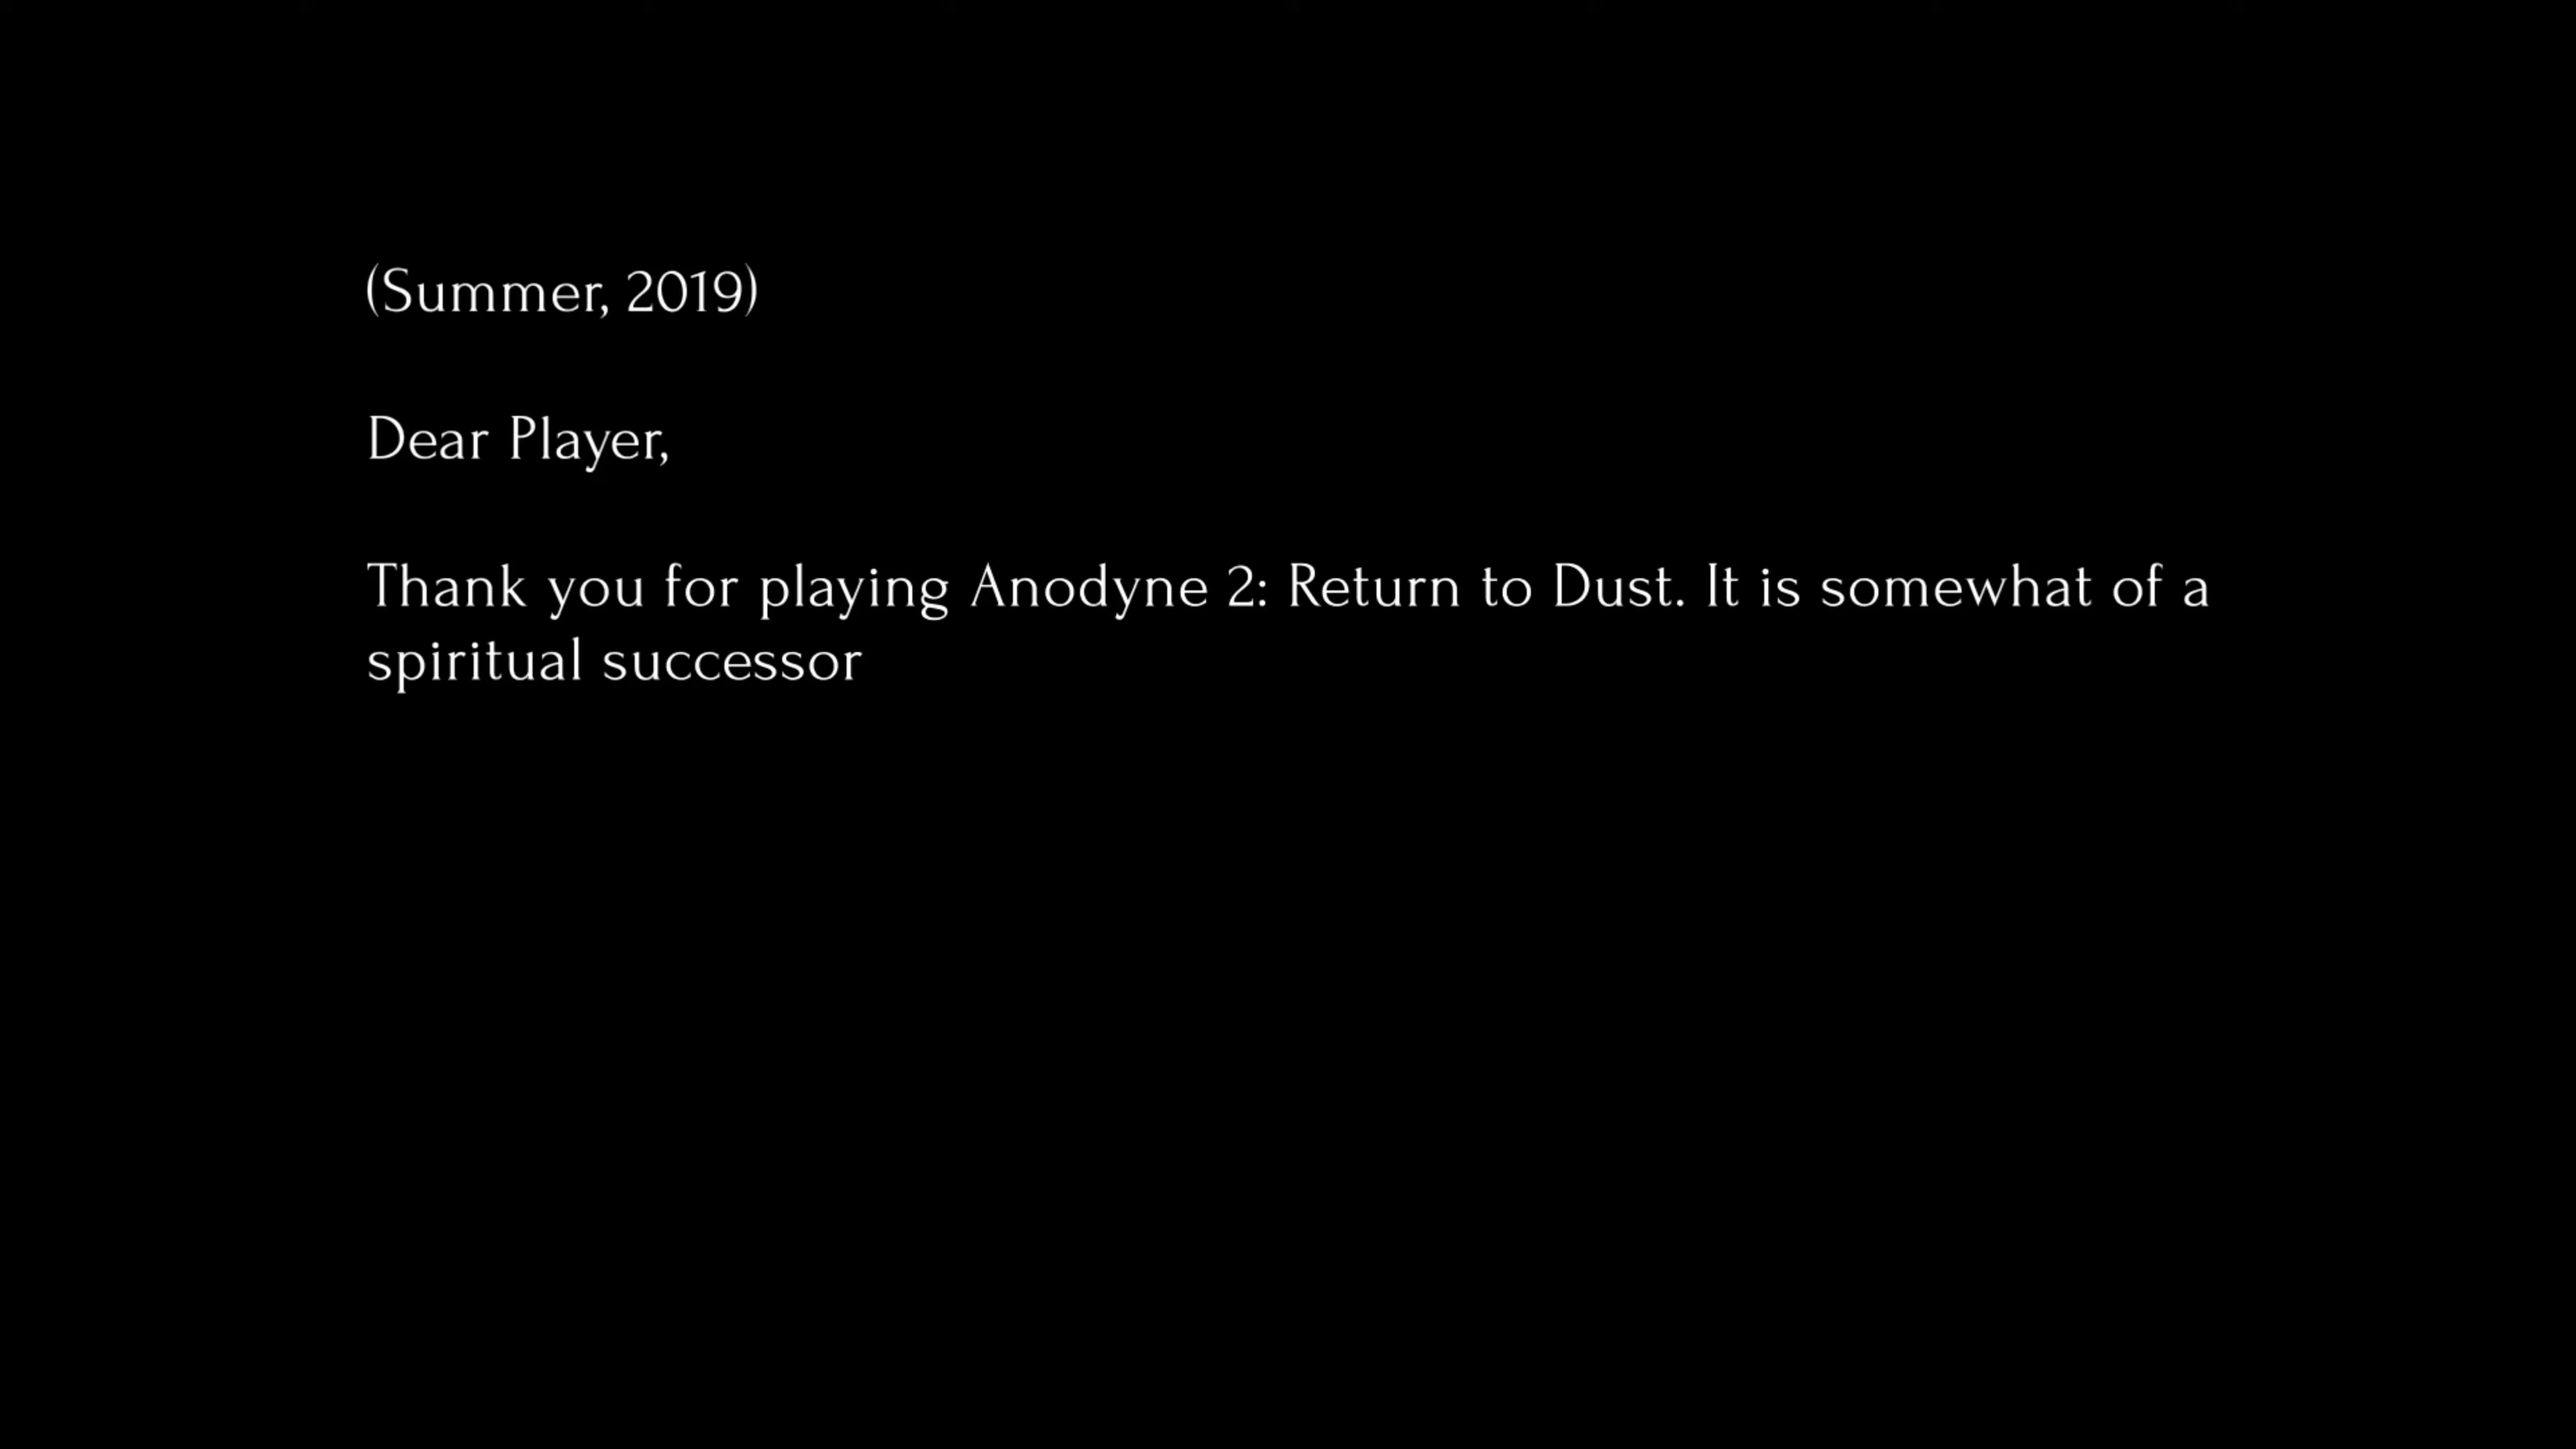 (Summer, 2019)
Dear Player,
Thank you for playing Anodyne 2: Return to Dust. It is somewhat of a
spiritual successor